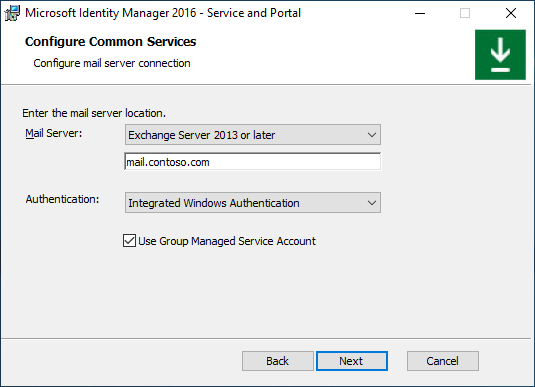 Microsoft Identity Manager 2016 - Service and Portal
Configure Common Services
Configure mail server connection
Enter the mail server location.
Mail Server: Exchange Server 2013 or later
mail.contoso.com
Authentication: Integrated Windows Authentication
Use Group Managed Service Account
Back Next Cancel